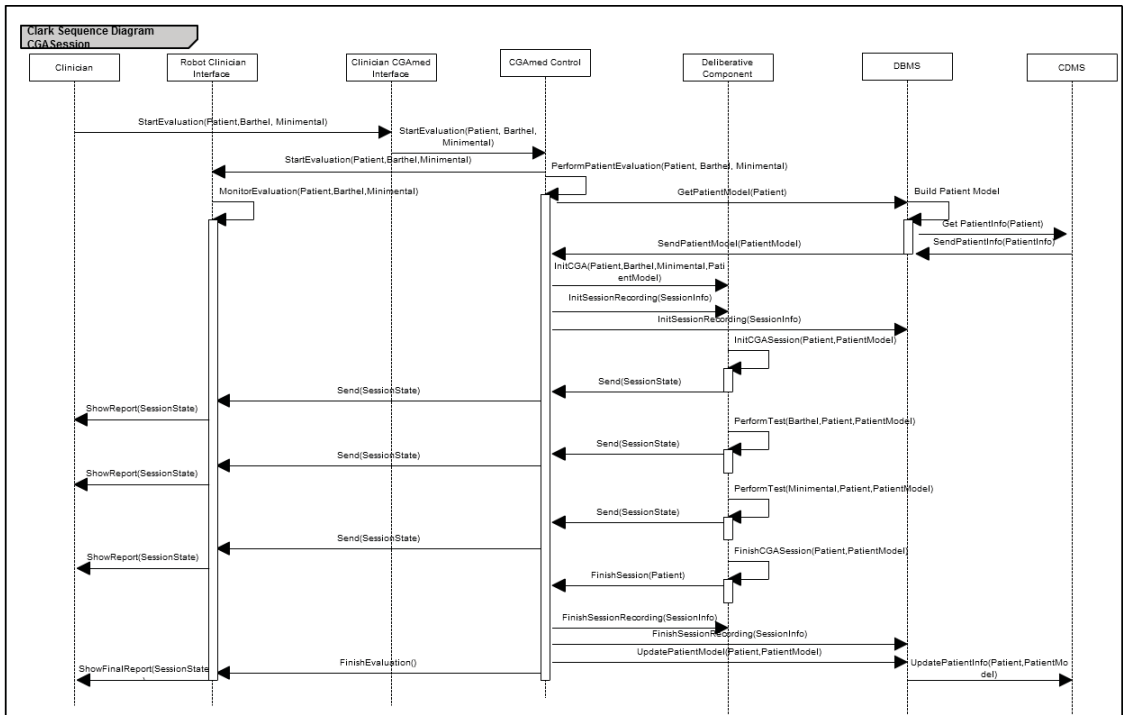 Clark Sequence Diagram
CGASession
Clinician
Robot Clinician
Interface
Clinician CGAmed
Interface
CGAmed Control
Deliberative
Component
DBMS
CDMS
StartEvaluation(Patient,Barthel, Minimental)
StartEvaluation(Patient, Barthel,
Minimental)
StartEvaluation(Patient,Barthel,Minimental)
PerformPatientEvaluation(Patient, Barthel, Minimental)
MonitorEvaluation(Patient,Barthel,Minimental)
GetPatientModel(Patient)
Build Patient Model
Get PatientInfo(Patient)
SendPatientModel(PatientModel)
SendPatientInfo(PatientInfo)
InitCGA(Patient,Barthel,Minimental,Pati
entModel)
InitSessionRecording(SessionInfo)
InitSessionRecording(SessionInfo)
InitCGASession(Patient,PatientModel)
Send(SessionState)
Send(SessionState)
ShowReport(SessionState)
PerformTest(Barthel,Patient,PatientModel)
Send(SessionState)
Send(SessionState)
ShowReport(SessionState)
PerformTest(Minimental,Patient,PatientModel)
Send(SessionState)
Send(SessionState)
ShowReport(SessionState)
FinishCGASession(Patient,PatientModel)
FinishSession(Patient)
FinishSessionRecording(SessionInfo)
FinishSessionRecording(SessionInfo)
UpdatePatientModel(Patient,PatientModel)
FinishEvaluation()
ShowFinalReport(SessionState
)
UpdatePatientInfo(Patient,PatientMo
del)